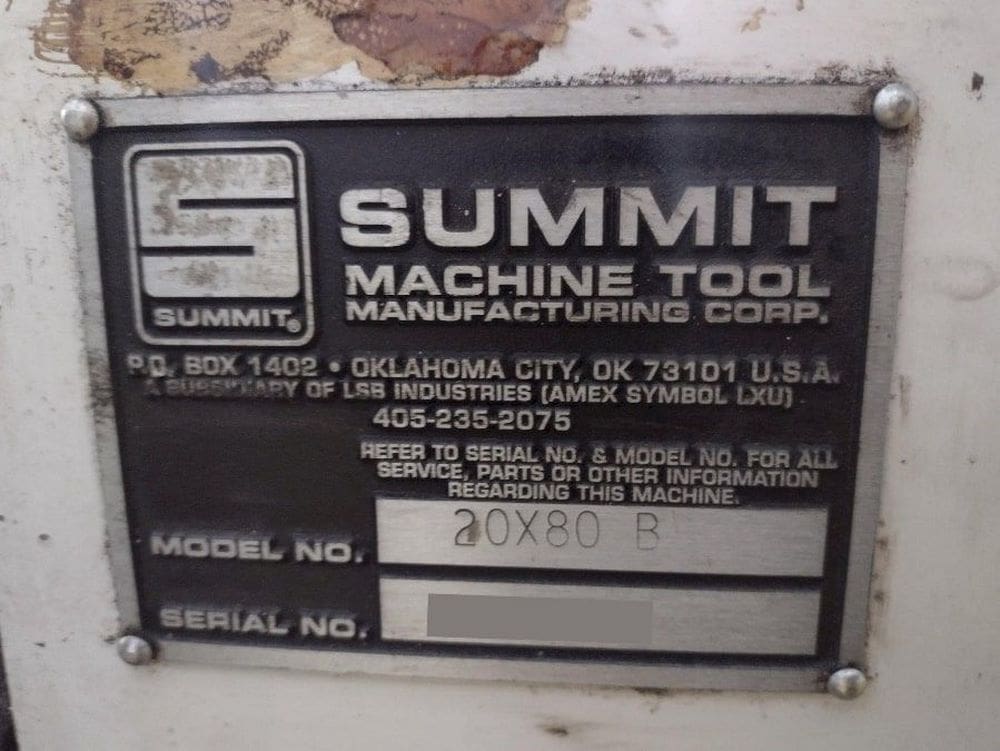 SUMMIT®
SUMMIT
MACHINE TOOL
MANUFACTURING CORP.
P.O. BOX 1402 • OKLAHOMA CITY, OK 73101 U.S.A.
A SUBSIDIARY OF LSB INDUSTRIES (AMEX SYMBOL LXU)
405-235-2075
REFER TO SERIAL NO. & MODEL NO. FOR ALL
SERVICE, PARTS OR OTHER INFORMATION
REGARDING THIS MACHINE.
MODEL NO. 20X80 B
SERIAL NO.